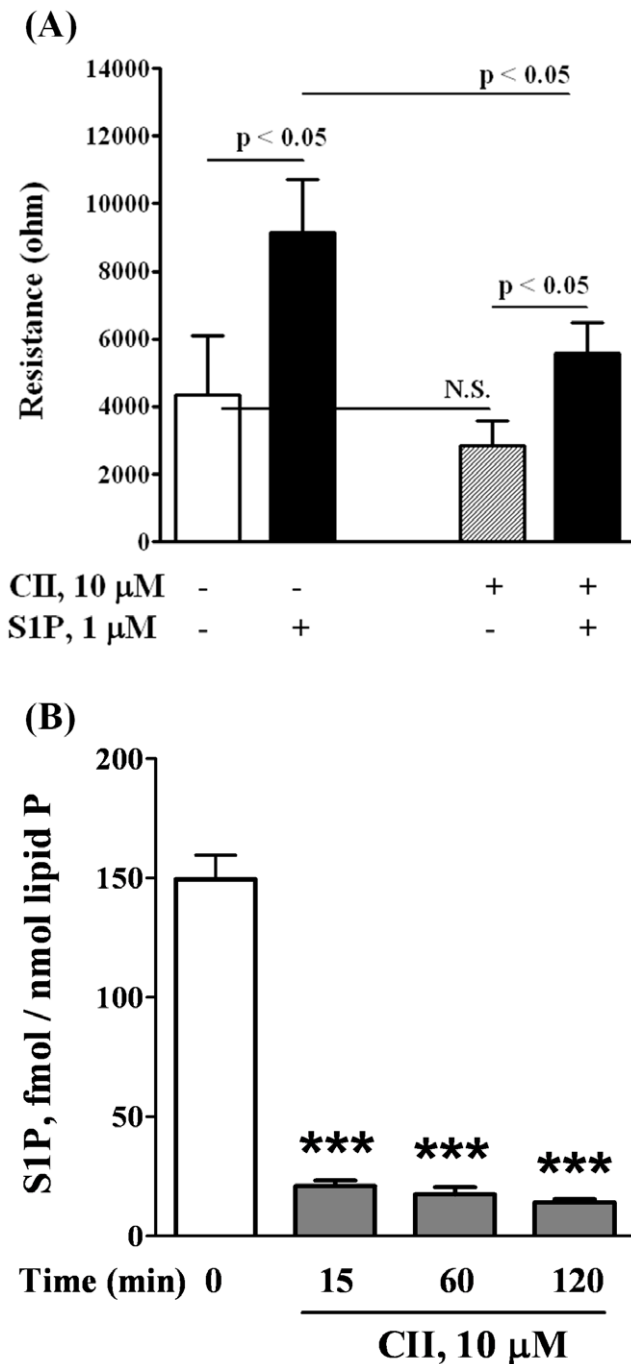 (A)
14000
12000
10000
8000
6000
4000
2000
0
Resistance (ohm)
p < 0.05
p < 0.05
p < 0.05
N.S.
CII, 10 μM - - + +
S1P, 1 μM - + - +
(B)
200
150
100
50
0
S1P, fmol / nmol lipid P
*** *** ***
Time (min) 0 15 60 120
CII, 10 μM